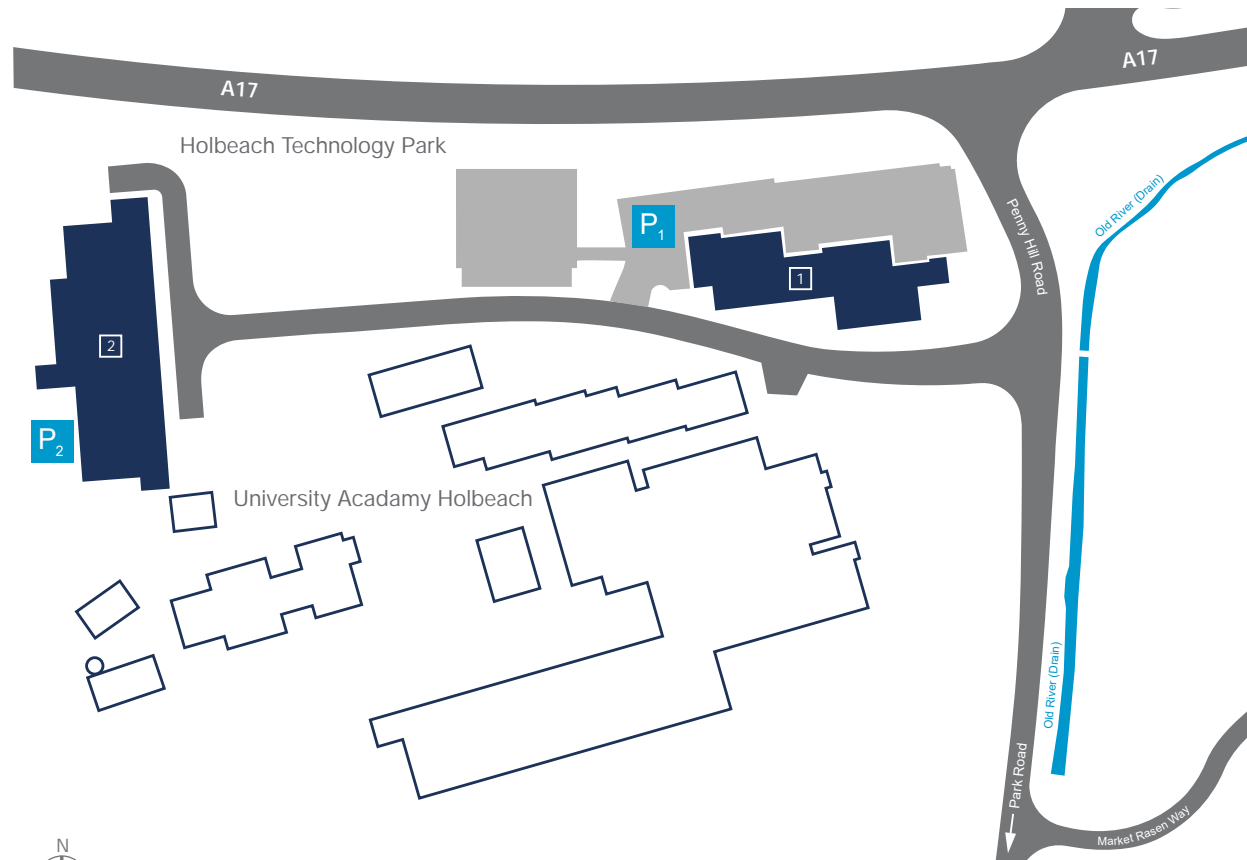 A17
A17
Holbeach Technology Park
Old River (Drain)
Penny Hill Road
P1
1
2
P2
University Acadamy Holbeach
Old River (Drain)
Park Road
Market Rasen Way
N